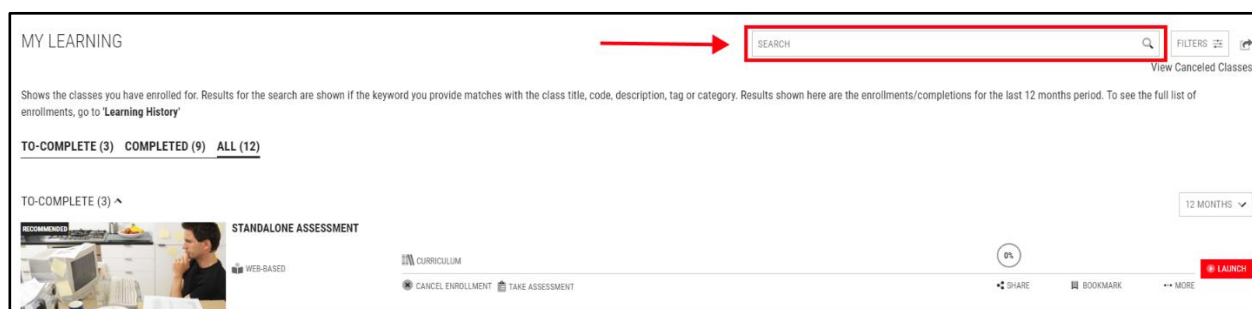 MY LEARNING
SEARCH
FILTERS
View Canceled Classes
Shows the classes you have enrolled for. Results for the search are shown if the keyword you provide matches with the class title, code, description, tag or category. Results shown here are the enrollments/completions for the last 12 months period. To see the full list of
enrollments, go to 'Learning History'
TO-COMPLETE (3) COMPLETED (9) ALL (12)
TO-COMPLETE (3)
12 MONTHS
RECOMMENDED
STANDALONE ASSESSMENT
WEB-BASED
CURRICULUM
0%
LAUNCH
CANCEL ENROLLMENT TAKE ASSESSMENT
SHARE BOOKMARK MORE